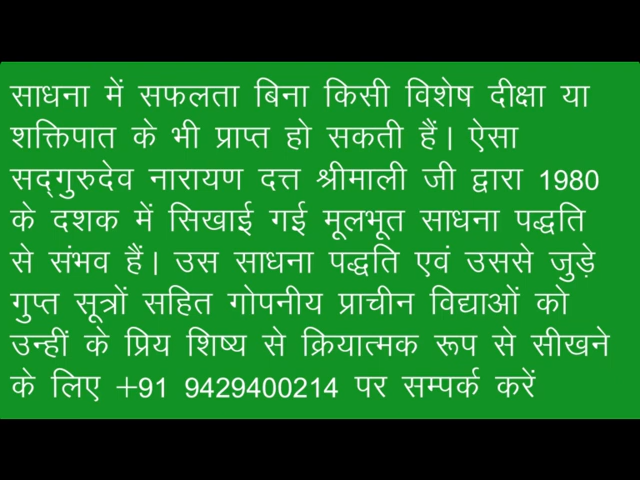 साधना में सफलता बिना किसी विशेष दीक्षा या
शक्तिपात के भी प्राप्त हो सकती हैं। ऐसा
सद्‌गुरुदेव नारायण दत्त श्रीमाली जी द्वारा 1980
के दशक में सिखाई गई मूलभूत साधना पद्धति
से संभव हैं। उस साधना पद्धति एवं उससे जुड़े
गुप्त सूत्रों सहित गोपनीय प्राचीन विद्याओं को
उन्हीं के प्रिय शिष्य से क्रियात्मक रूप से सीखने
के लिए +91 9429400214 पर सम्पर्क करें